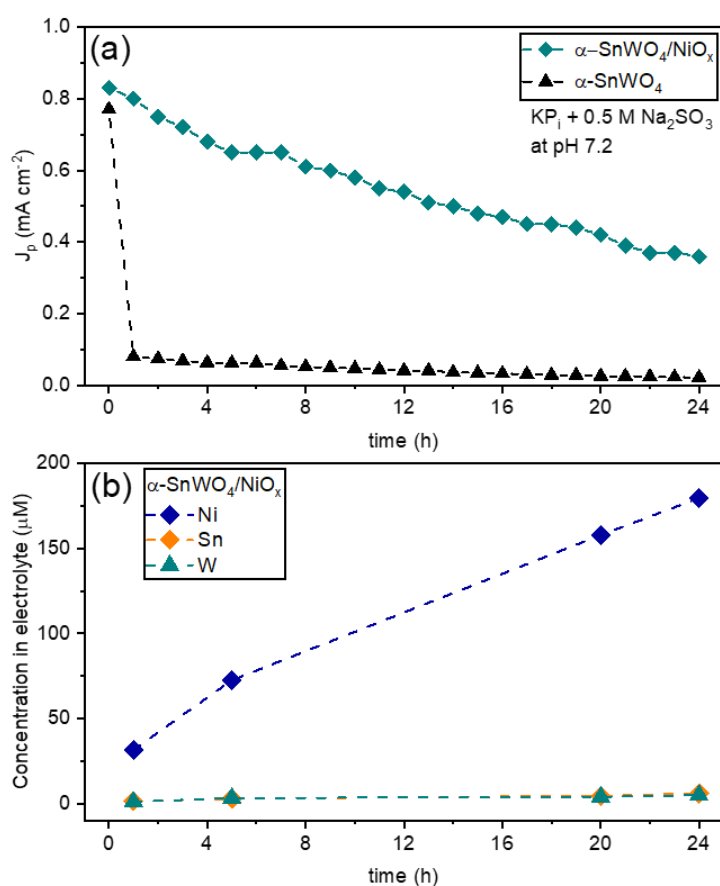 (a)
α–SnWO₄/NiOₓ
α-SnWO₄
KPᵢ + 0.5 M Na₂SO₃
at pH 7.2
Jₚ (mA cm⁻²)
1.0
0.8
0.6
0.4
0.2
0.0
0 4 8 12 16 20 24
time (h)
(b)
α-SnWO₄/NiOₓ
Ni
Sn
W
Concentration in electrolyte (μM)
200
150
100
50
0
0 4 8 12 16 20 24
time (h)